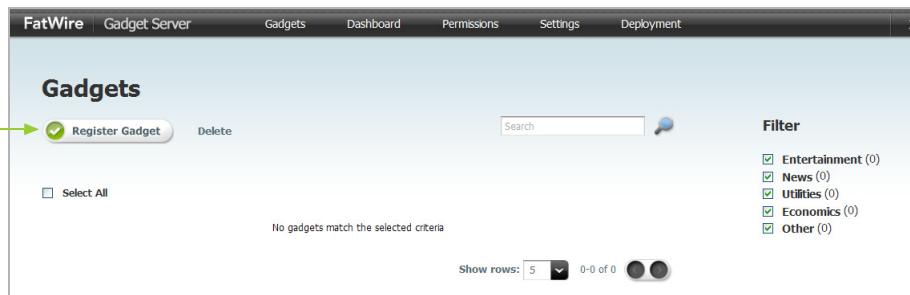 FatWire Gadget Server Gadgets Dashboard Permissions Settings Deployment
Gadgets
Register Gadget Delete Search
Filter
Entertainment (0)
News (0)
Utilities (0)
Economics (0)
Other (0)
Select All
No gadgets match the selected criteria
Show rows: 5 0-0 of 0